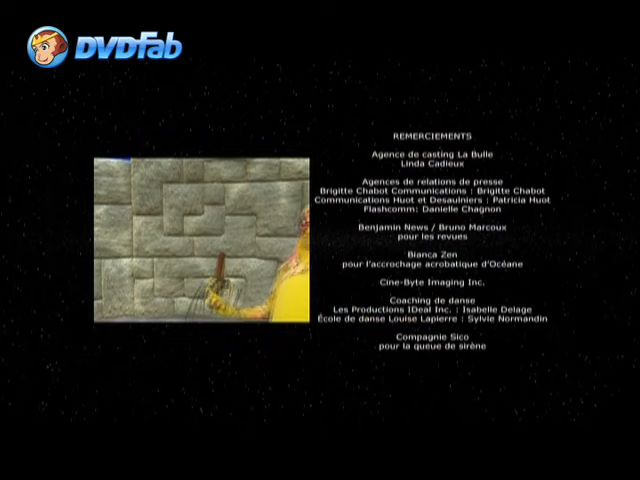 DVDFab
REMERCIEMENTS
Agence de casting La Bulle
Linda Cadieux
Agences de relations de presse
Brigitte Chabot Communications : Brigitte Chabot
Communications Huot et Desaulniers : Patricia Huot
Flashcomm: Danielle Chagnon
Benjamin News / Bruno Marcoux
pour les revues
Bianca Zen
pour l'accrochage acrobatique d'Océane
Cine-Byte Imaging Inc.
Coaching de danse
Les Productions IDeal Inc. : Isabelle Delage
École de danse Louise Lapierre : Sylvie Normandin
Compagnie Sico
pour la queue de sirène